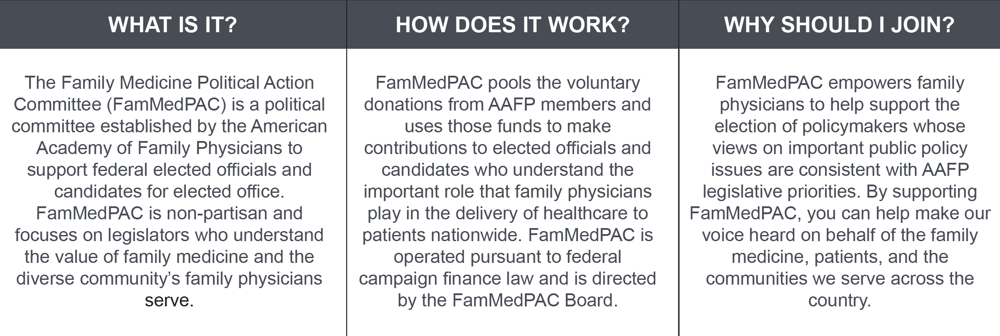 WHAT IS IT?
The Family Medicine Political Action
Committee (FamMedPAC) is a political
committee established by the American
Academy of Family Physicians to
support federal elected officials and
candidates for elected office.
FamMedPAC is non-partisan and
focuses on legislators who understand
the value of family medicine and the
diverse community’s family physicians
serve.
HOW DOES IT WORK?
FamMedPAC pools the voluntary
donations from AAFP members and
uses those funds to make
contributions to elected officials and
candidates who understand the
important role that family physicians
play in the delivery of healthcare to
patients nationwide. FamMedPAC is
operated pursuant to federal
campaign finance law and is directed
by the FamMedPAC Board.
WHY SHOULD I JOIN?
FamMedPAC empowers family
physicians to help support the
election of policymakers whose
views on important public policy
issues are consistent with AAFP
legislative priorities. By supporting
FamMedPAC, you can help make our
voice heard on behalf of the family
medicine, patients, and the
communities we serve across the
country.